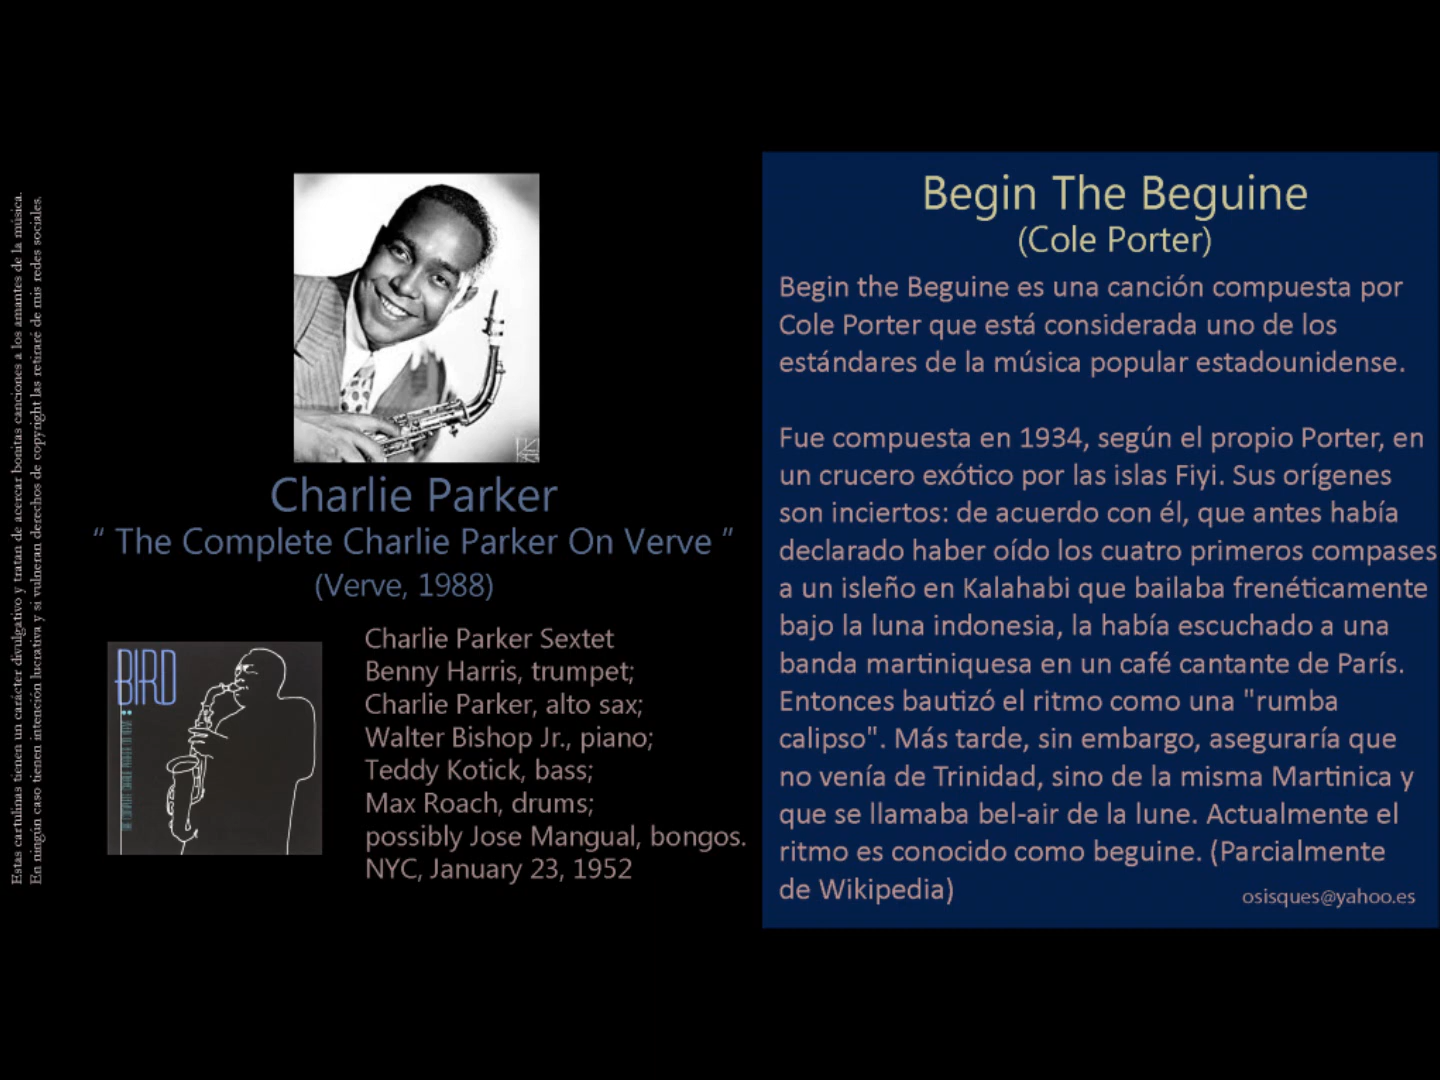 Estas cartulinas tienen un carácter divulgativo y tratan de acercar bonitas canciones a los amantes de la música.
En ningún caso tienen intención lucrativa y si vulneran derechos de copyright las retiraré de mis redes sociales.
Charlie Parker
“ The Complete Charlie Parker On Verve ”
(Verve, 1988)
BIRD
THE COMPLETE CHARLIE PARKER ON VERVE
Charlie Parker Sextet
Benny Harris, trumpet;
Charlie Parker, alto sax;
Walter Bishop Jr., piano;
Teddy Kotick, bass;
Max Roach, drums;
possibly Jose Mangual, bongos.
NYC, January 23, 1952
Begin The Beguine
(Cole Porter)
Begin the Beguine es una canción compuesta por
Cole Porter que está considerada uno de los
estándares de la música popular estadounidense.
Fue compuesta en 1934, según el propio Porter, en
un crucero exótico por las islas Fiyi. Sus orígenes
son inciertos: de acuerdo con él, que antes había
declarado haber oído los cuatro primeros compases
a un isleño en Kalahabi que bailaba frenéticamente
bajo la luna indonesia, la había escuchado a una
banda martiniquesa en un café cantante de París.
Entonces bautizó el ritmo como una "rumba
calipso". Más tarde, sin embargo, aseguraría que
no venía de Trinidad, sino de la misma Martinica y
que se llamaba bel-air de la lune. Actualmente el
ritmo es conocido como beguine. (Parcialmente
de Wikipedia)
osisques@yahoo.es